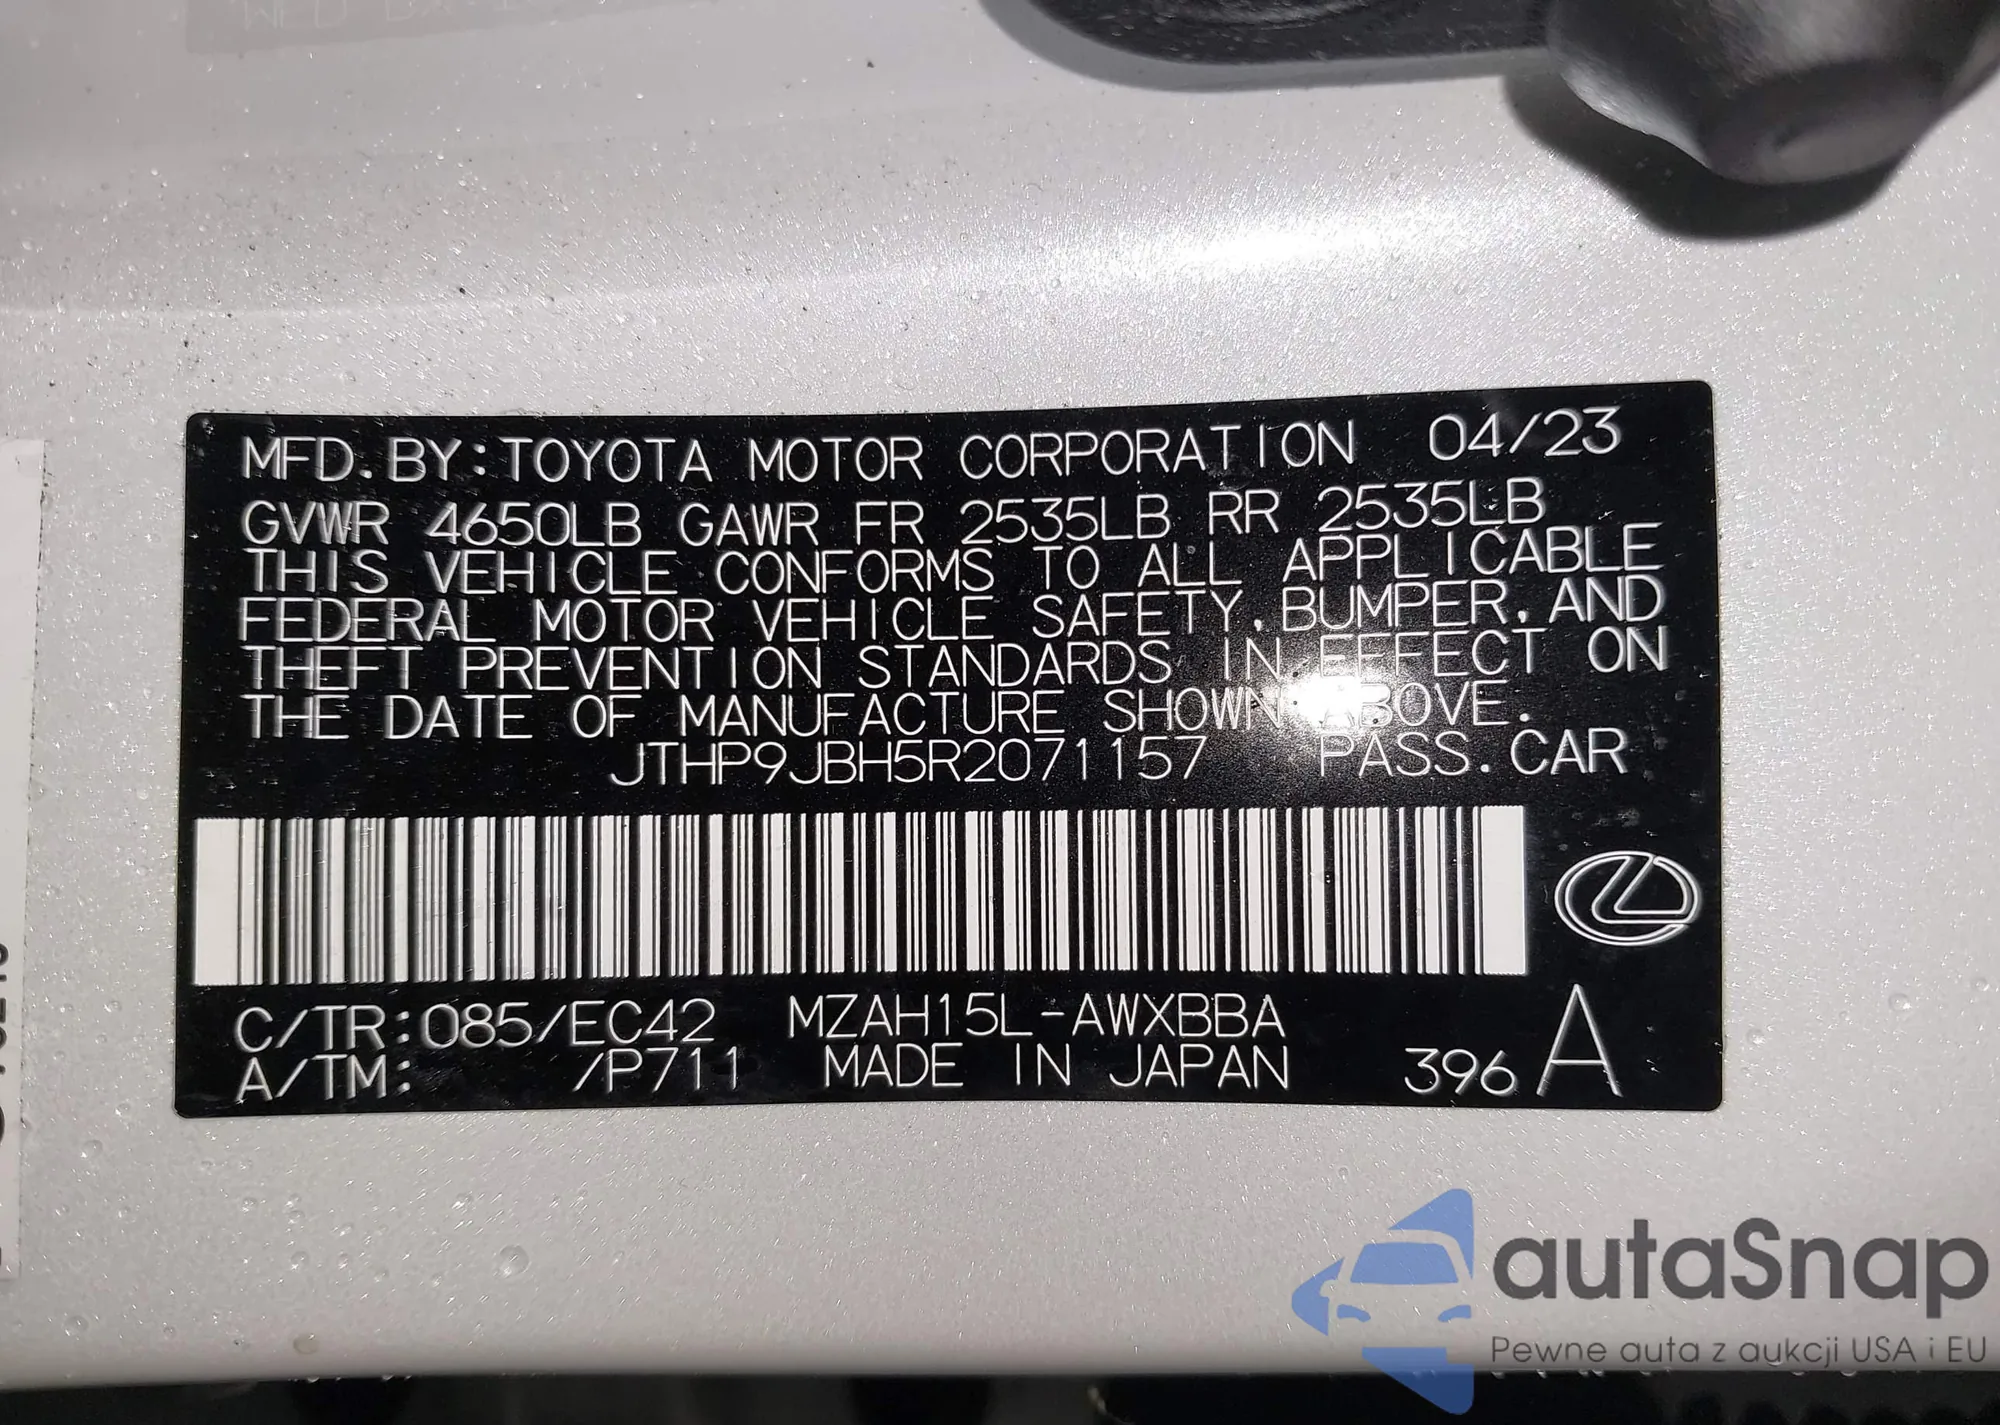 MFD.BY:TOYOTA MOTOR CORPORATION 04/23
GVWR 4650LB GAWR FR 2535LB RR 2535LB
THIS VEHICLE CONFORMS TO ALL APPLICABLE
FEDERAL MOTOR VEHICLE SAFETY, BUMPER, AND
THEFT PREVENTION STANDARDS IN EFFECT ON
THE DATE OF MANUFACTURE SHOWN ABOVE.
JTHP9JBH5R2071157 PASS.CAR
C/TR:085/EC42 MZAH15L-AWXBBA
A/TM: /P711 MADE IN JAPAN 396 A
autaSnap
Pewne auta z aukcji USA i EU